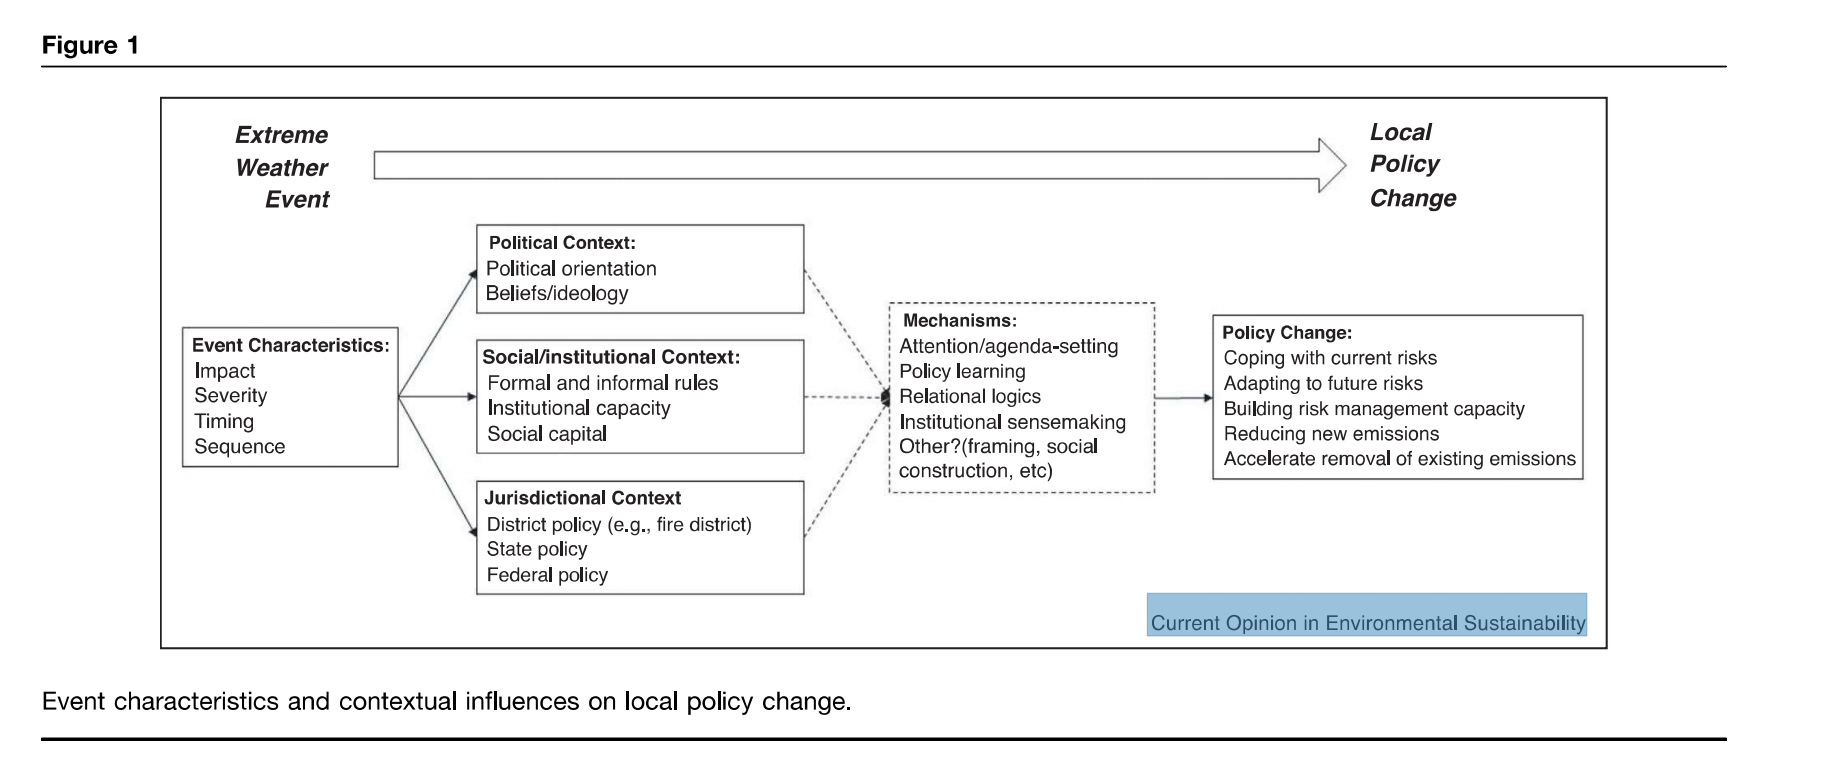 Figure 1
Extreme
Weather
Event
Local
Policy
Change
Event Characteristics:
Impact
Severity
Timing
Sequence
Political Context:
Political orientation
Beliefs/ideology
Social/institutional Context:
Formal and informal rules
Institutional capacity
Social capital
Jurisdictional Context
District policy (e.g., fire district)
State policy
Federal policy
Mechanisms:
Attention/agenda-setting
Policy learning
Relational logics
Institutional sensemaking
Other?(framing, social
construction, etc)
Policy Change:
Coping with current risks
Adapting to future risks
Building risk management capacity
Reducing new emissions
Accelerate removal of existing emissions
Current Opinion in Environmental Sustainability
Event characteristics and contextual influences on local policy change.